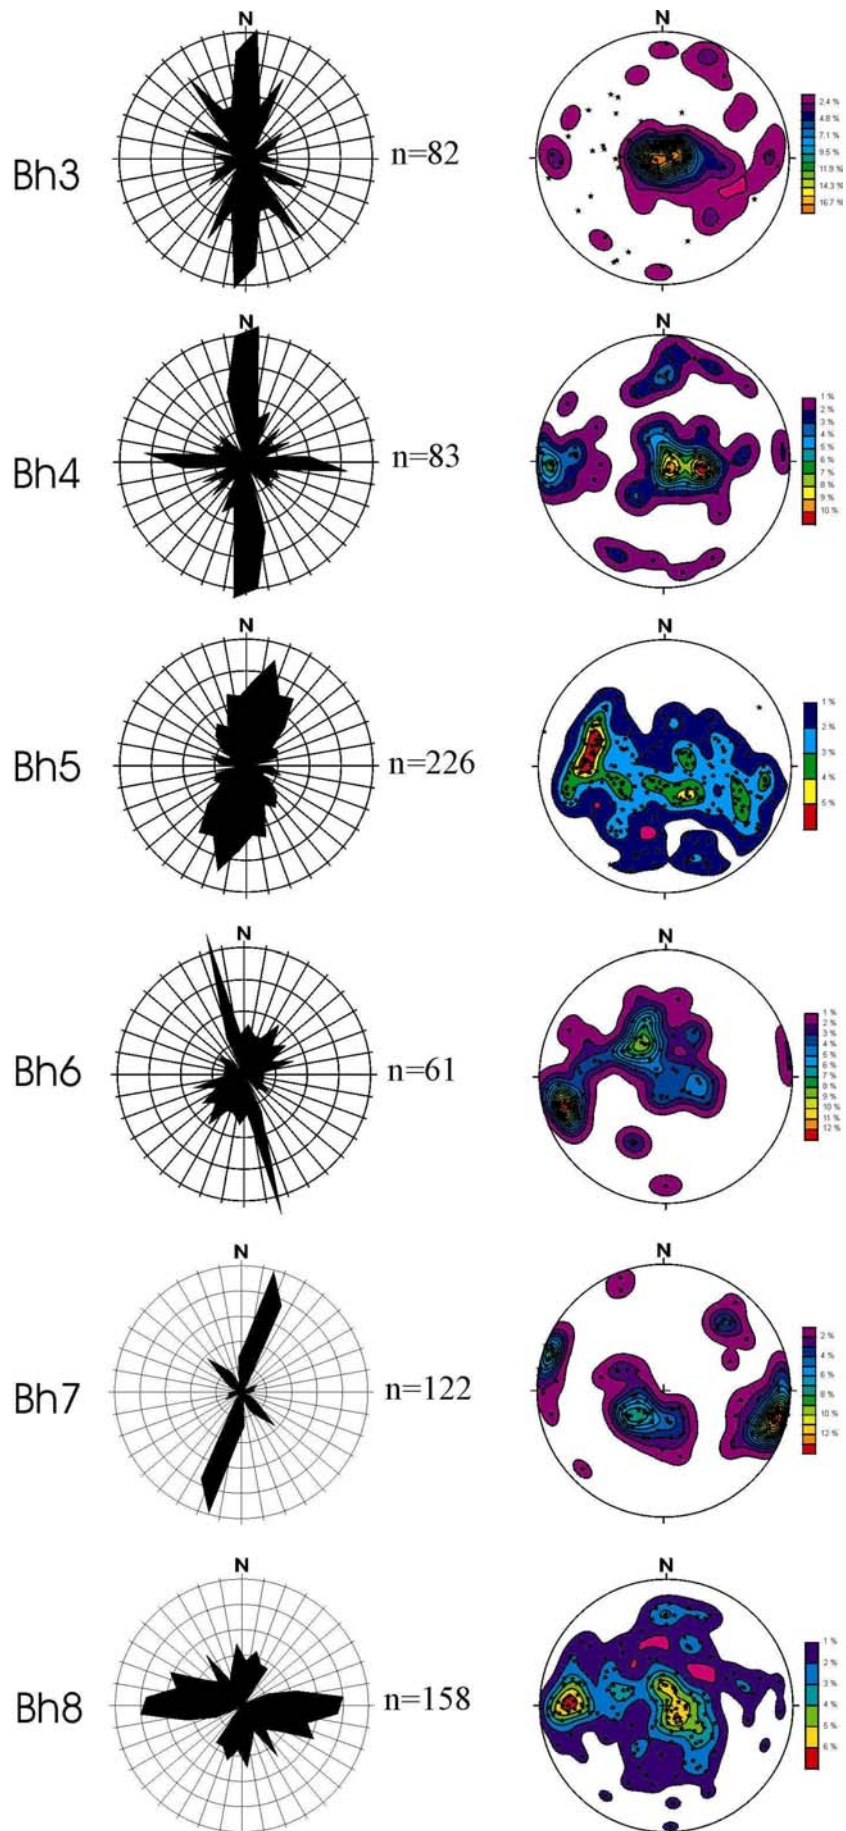 N
N
Bh3
n=82
2.4 %
4.8 %
7.1 %
9.5 %
11.9 %
14.3 %
16.7 %
N
N
Bh4
n=83
1 %
2 %
3 %
4 %
5 %
6 %
7 %
8 %
9 %
10 %
N
N
Bh5
n=226
1 %
2 %
3 %
4 %
5 %
N
N
Bh6
n=61
1 %
2 %
3 %
4 %
5 %
6 %
7 %
8 %
9 %
10 %
11 %
12 %
N
N
Bh7
n=122
2 %
4 %
6 %
8 %
10 %
12 %
N
N
Bh8
n=158
1 %
2 %
3 %
4 %
5 %
6 %